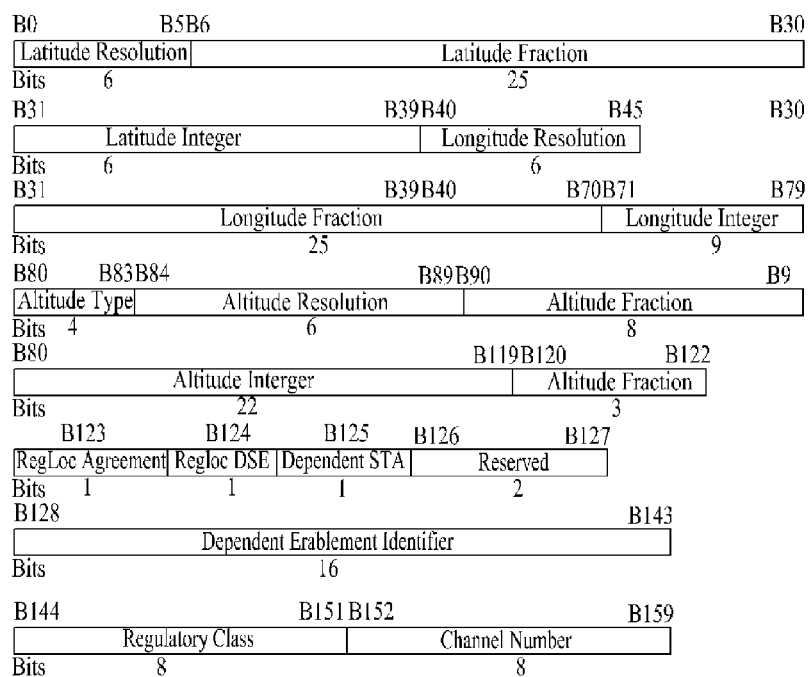 B0 B5B6 B30
Latitude Resolution Latitude Fraction
Bits 6 25
B31 B39B40 B45 B30
Latitude Integer Longitude Resolution
Bits 6 6
B31 B39B40 B70B71 B79
Longitude Fraction Longitude Integer
Bits 25 9
B80 B83B84 B89B90 B9
Altitude Type Altitude Resolution Altitude Fraction
Bits 4 6 8
B80 B119B120 B122
Altitude Interger Altitude Fraction
Bits 22 3
B123 B124 B125 B126 B127
RegLoc Agreement Regloc DSE Dependent STA Reserved
Bits 1 1 1 2
B128 B143
Dependent Erablement Identifier
Bits 16
B144 B151B152 B159
Regulatory Class Channel Number
Bits 8 8